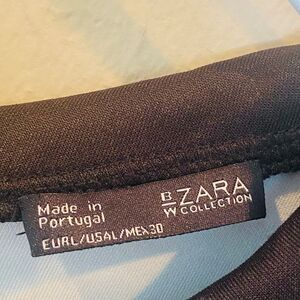 Made in
Portugal
EURL/USAL/MEX30
B
W
ZARA
COLLECTION